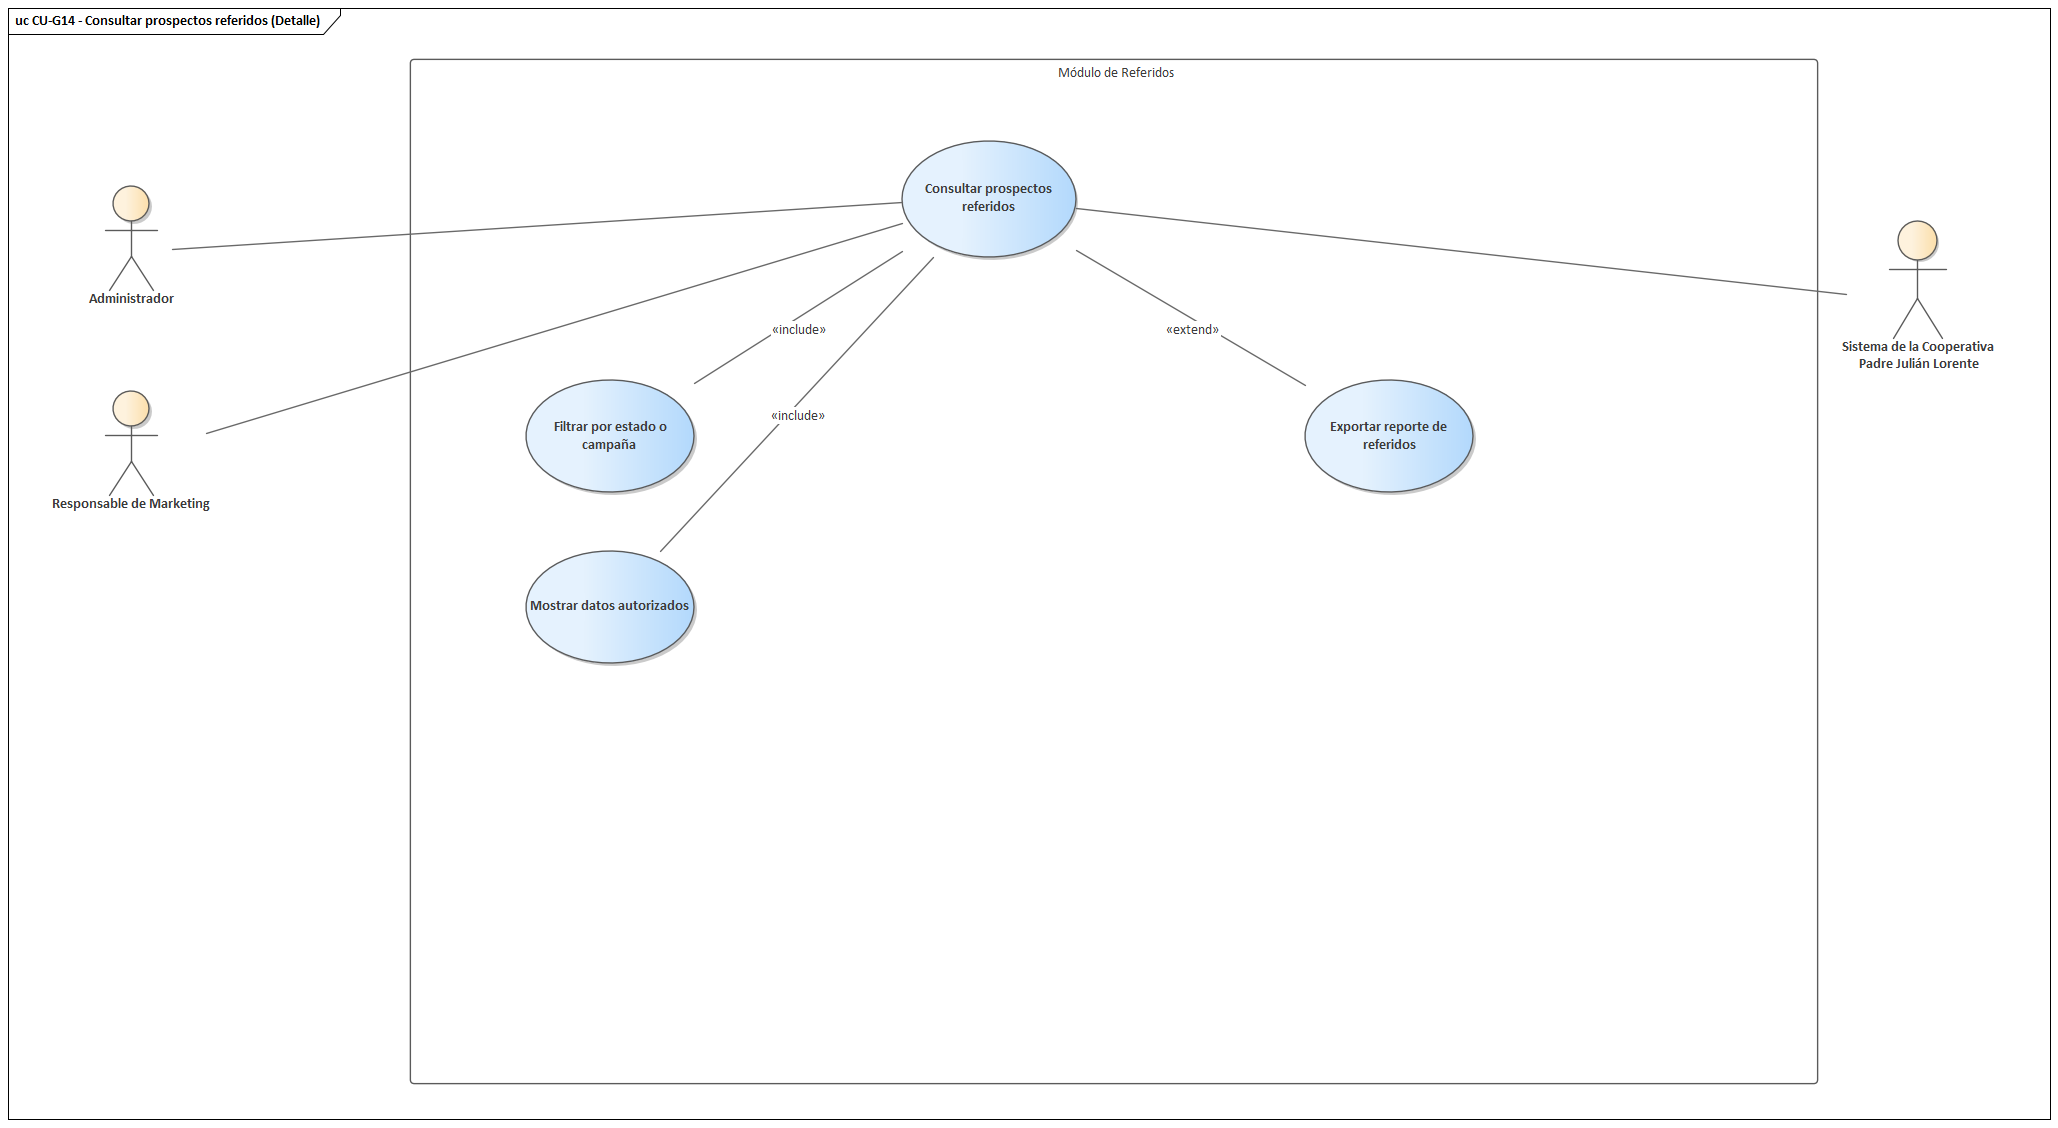 uc CU-G14 - Consultar prospectos referidos (Detalle)
Módulo de Referidos
Consultar prospectos
referidos
Administrador
Sistema de la Cooperativa
Padre Julián Lorente
«include»
«extend»
«include»
Filtrar por estado o
campaña
Exportar reporte de
referidos
Responsable de Marketing
Mostrar datos autorizados